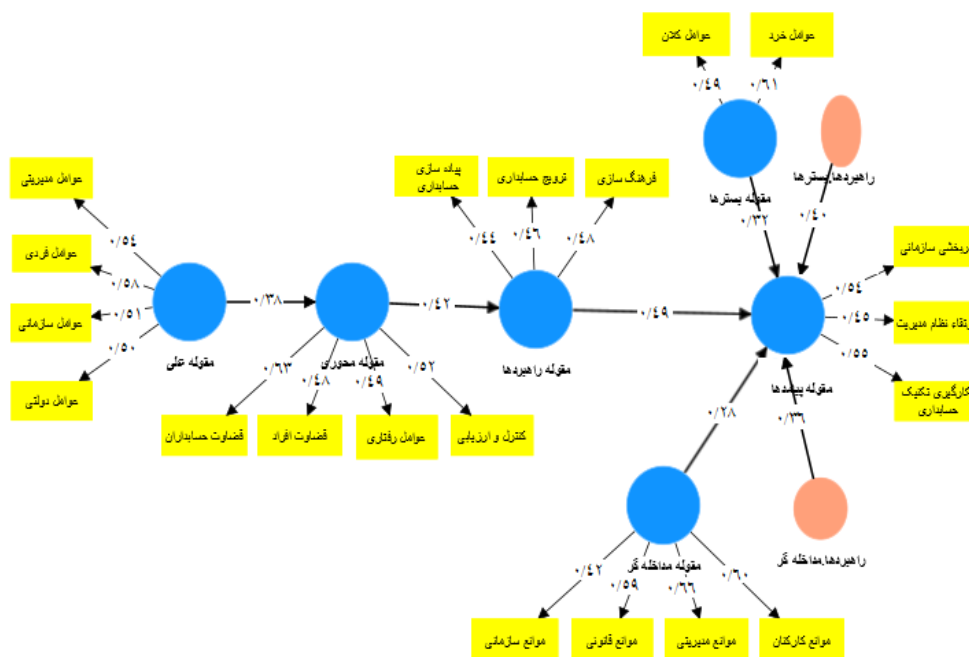 عوامل کلان
عوامل خرد
۰/۴۹
۰/۶۱
راهبردها.بسترها
مقوله بسترها
۰/۳۲
۰/۴۰
عوامل مدیریتی
عوامل فردی
عوامل سازمانی
عوامل دولتی
۰/۵۴
۰/۵۸
۰/۵۱
۰/۵۰
مقوله علی
۰/۳۸
مقوله محوری
۰/۶۳
۰/۴۸
۰/۴۹
۰/۵۲
قضاوت حسابداران
قضاوت افراد
عوامل رفتاری
کنترل و ارزیابی
۰/۴۲
پیاده سازی
حسابداری
ترویج حسابداری
فرهنگ سازی
۰/۴۴
۰/۴۶
۰/۴۸
مقوله راهبردها
۰/۴۹
مقوله پیامدها
۰/۵۴
۰/۴۵
۰/۵۵
ربخشی سازمانی
رتقاء نظام مدیریت
کارگیری تکنیک
حسابداری
۰/۲۸
۰/۳۶
مقوله مداخله گر
راهبردها.مداخله گر
۰/۴۲
۰/۵۹
۰/۶۶
۰/۶۰
موانع سازمانی
موانع قانونی
موانع مدیریتی
موانع کارکنان